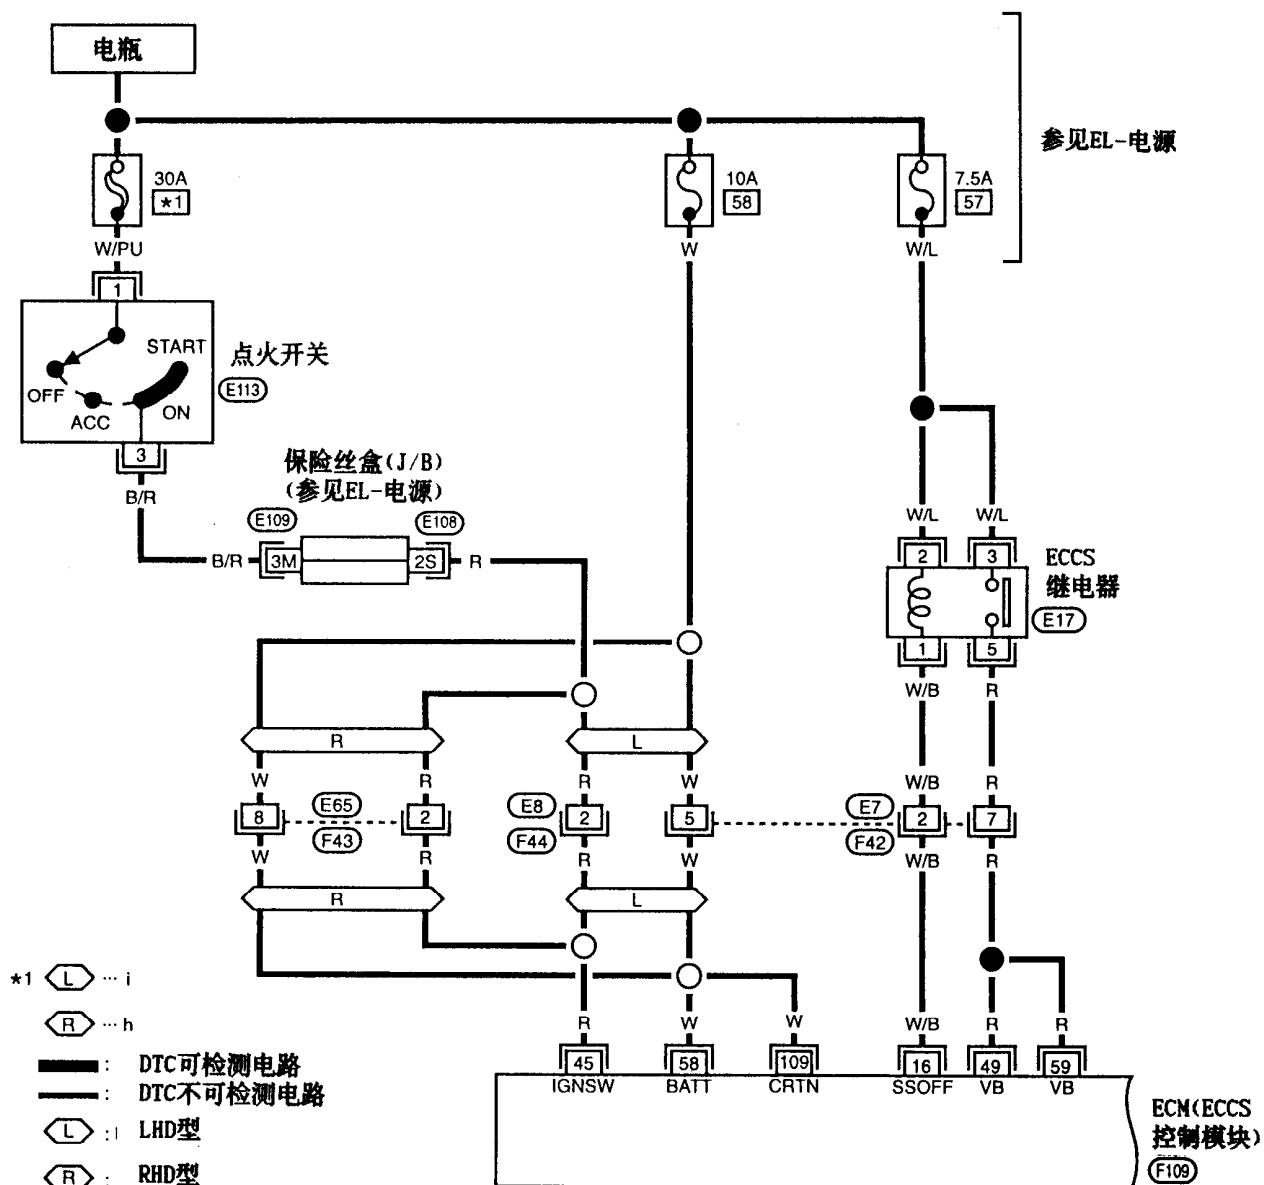 电瓶
参见EL-电源
30A
*1
10A
58
7.5A
57
W/PU
W
W/L
1
START
OFF
ACC
ON
点火开关
E113
3
B/R
保险丝盒(J/B)
(参见EL-电源)
E109
E108
B/R
3M
2S
R
W/L
W/L
2
3
ECCS
继电器
E17
1
5
W/B
R
R
L
W
R
R
W
W/B
R
8
E65
F43
2
E8
F44
2
5
E7
F42
2
7
W
R
R
W
W/B
R
R
L
*1 L ··· i
R ··· h
: DTC可检测电路
: DTC不可检测电路
L : LHD型
R : RHD型
R
W
W
W/B
R
R
45
58
109
16
49
59
IGNSW
BATT
CRTN
SSOFF
VB
VB
ECM(ECCS
控制模块)
F109